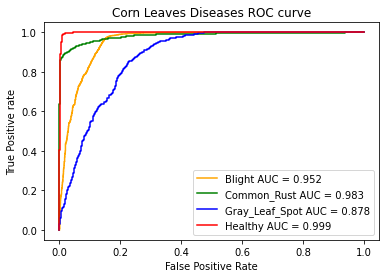 Corn Leaves Diseases ROC curve
True Positive rate
1.0
0.8
0.6
0.4
0.2
0.0
Blight AUC = 0.952
Common_Rust AUC = 0.983
Gray_Leaf_Spot AUC = 0.878
Healthy AUC = 0.999
0.0 0.2 0.4 0.6 0.8 1.0
False Positive Rate